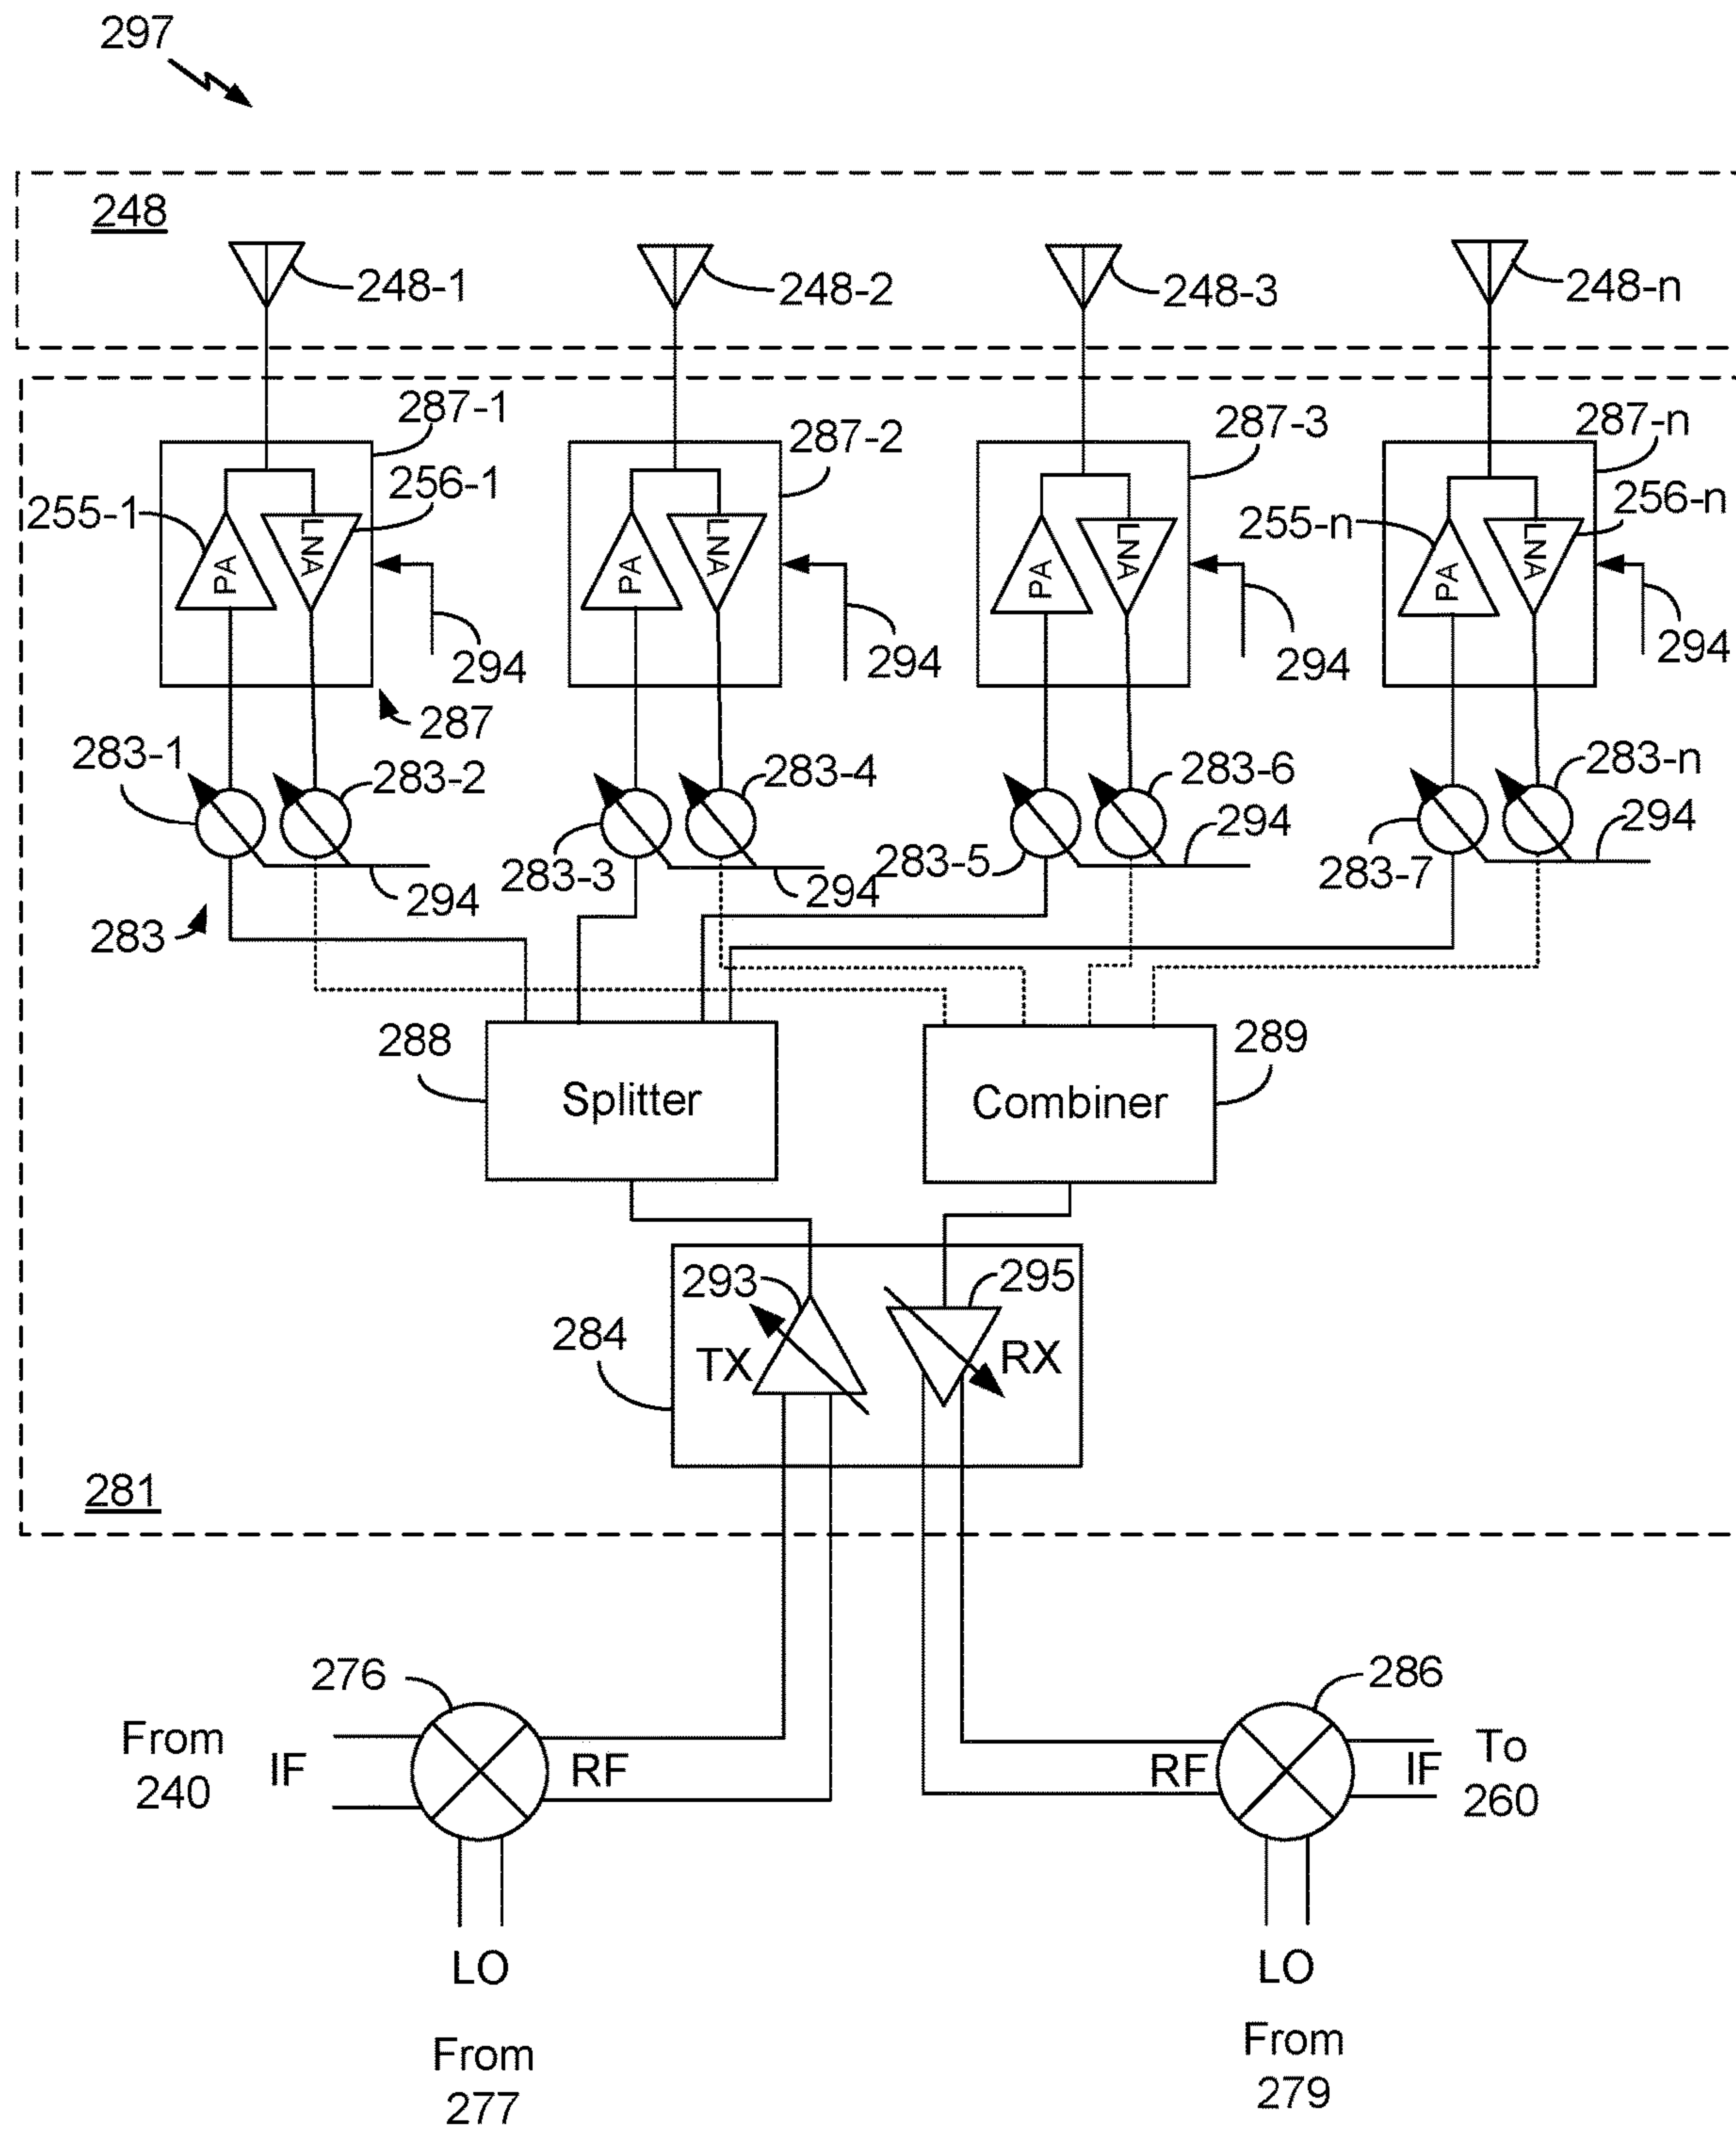 297
248
248-1
248-2
248-3
248-n
287-1
287-2
287-3
287-n
255-1
256-1
255-n
256-n
PA
LNA
PA
LNA
PA
LNA
PA
LNA
294
294
294
294
287
283-1
283-2
283-3
283-4
283-5
283-6
283-7
283-n
294
294
294
294
283
288
Splitter
Combiner
289
293
295
284
TX
RX
281
276
286
From
240
IF
RF
RF
IF
To
260
LO
LO
From
277
From
279